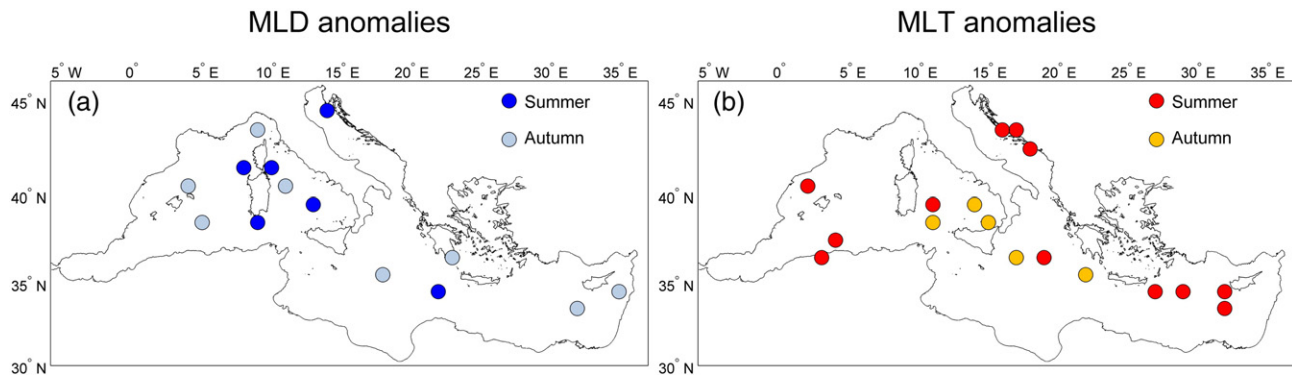 MLD anomalies
MLT anomalies
5° W 0° 5° E 10° E 15° E 20° E 25° E 30° E 35° E
5° W 0° 5° E 10° E 15° E 20° E 25° E 30° E 35° E
45° N
(a)
Summer
Autumn
40° N
35° N
30° N
45° N
(b)
Summer
Autumn
40° N
35° N
30° N